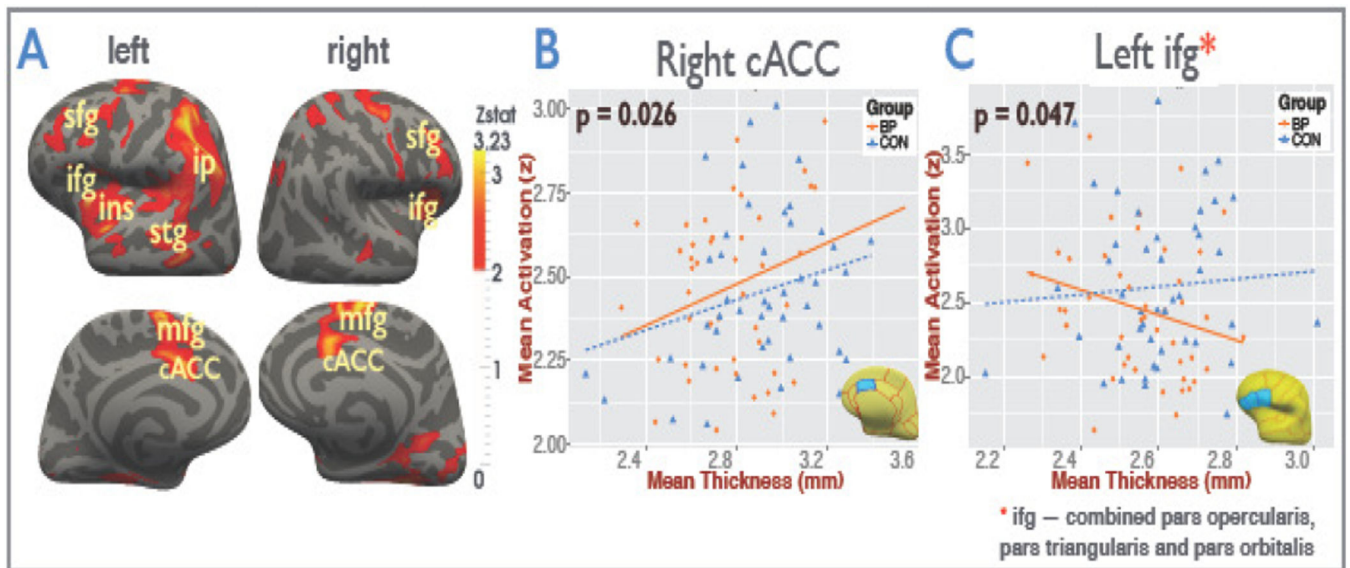 A
left
right
sfg
ifg
ins
ip
stg
sfg
ifg
mfg
cACC
mfg
cACC
Zstat
3.23
3
2
1
0
B
Right cACC
p = 0.026
Group
BP
CON
Mean Activation (z)
3.00
2.75
2.50
2.25
2.00
2.4
2.8
3.2
3.6
Mean Thickness (mm)
C
Left ifg*
p = 0.047
Group
BP
CON
Mean Activation (z)
3.5
3.0
2.5
2.0
2.2
2.4
2.6
2.8
3.0
Mean Thickness (mm)
* ifg — combined pars opercularis,
pars triangularis and pars orbitalis